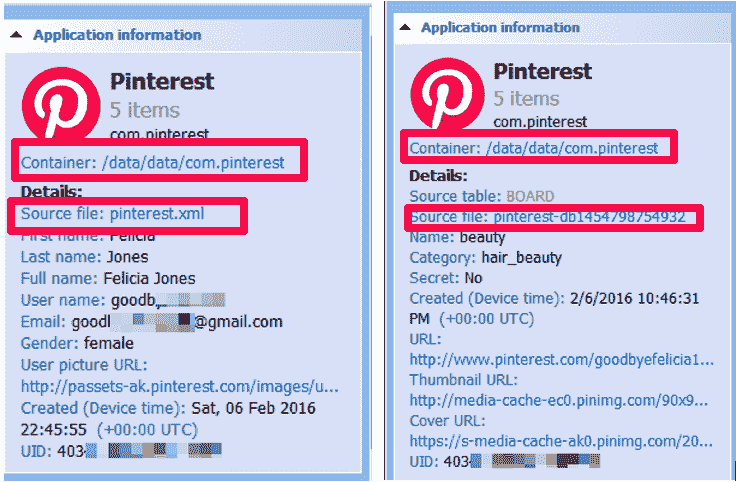 Application information
Pinterest
5 items
com.pinterest
Container: /data/data/com.pinterest
Details:
Source file: pinterest.xml
First name: Felicia
Last name: Jones
Full name: Felicia Jones
User name: goodb
Email: goodl @gmail.com
Gender: female
User picture URL:
http://passets-ak.pinterest.com/images/u...
Created (Device time): Sat, 06 Feb 2016
22:45:55 (+00:00 UTC)
UID: 403
Application information
Pinterest
5 items
com.pinterest
Container: /data/data/com.pinterest
Details:
Source table: BOARD
Source file: pinterest-db1454798754932
Name: beauty
Category: hair_beauty
Secret: No
Created (Device time): 2/6/2016 10:46:31
PM (+00:00 UTC)
URL:
http://www.pinterest.com/goodbyefelicia1...
Thumbnail URL:
http://media-cache-ec0.pinimg.com/90x9...
Cover URL:
https://s-media-cache-ak0.pinimg.com/20...
UID: 403